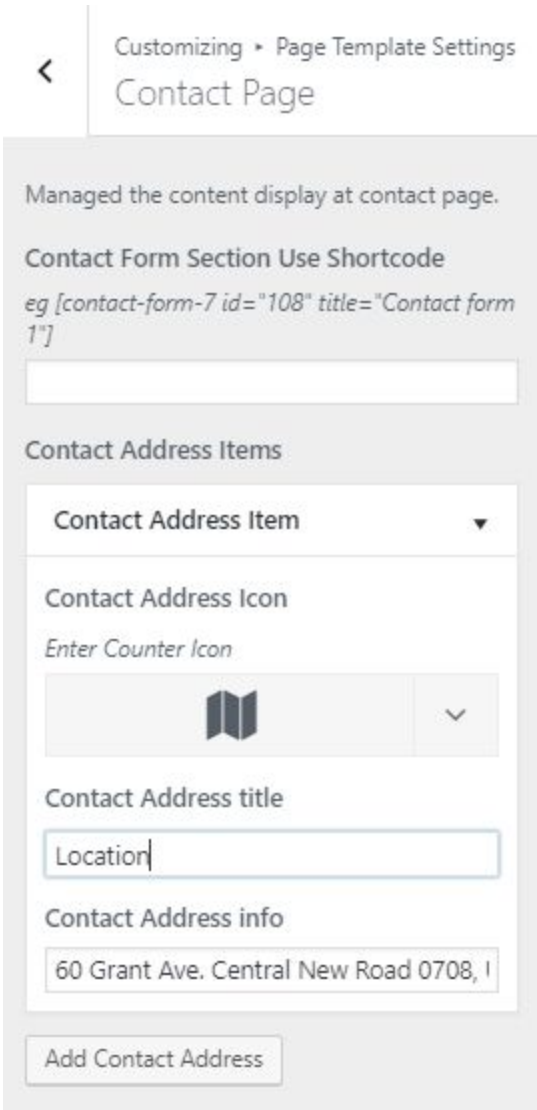 Customizing ▸ Page Template Settings
Contact Page
Managed the content display at contact page.
Contact Form Section Use Shortcode
eg [contact-form-7 id="108" title="Contact form
1"]
Contact Address Items
Contact Address Item
Contact Address Icon
Enter Counter Icon
Contact Address title
Location
Contact Address info
60 Grant Ave. Central New Road 0708,
Add Contact Address